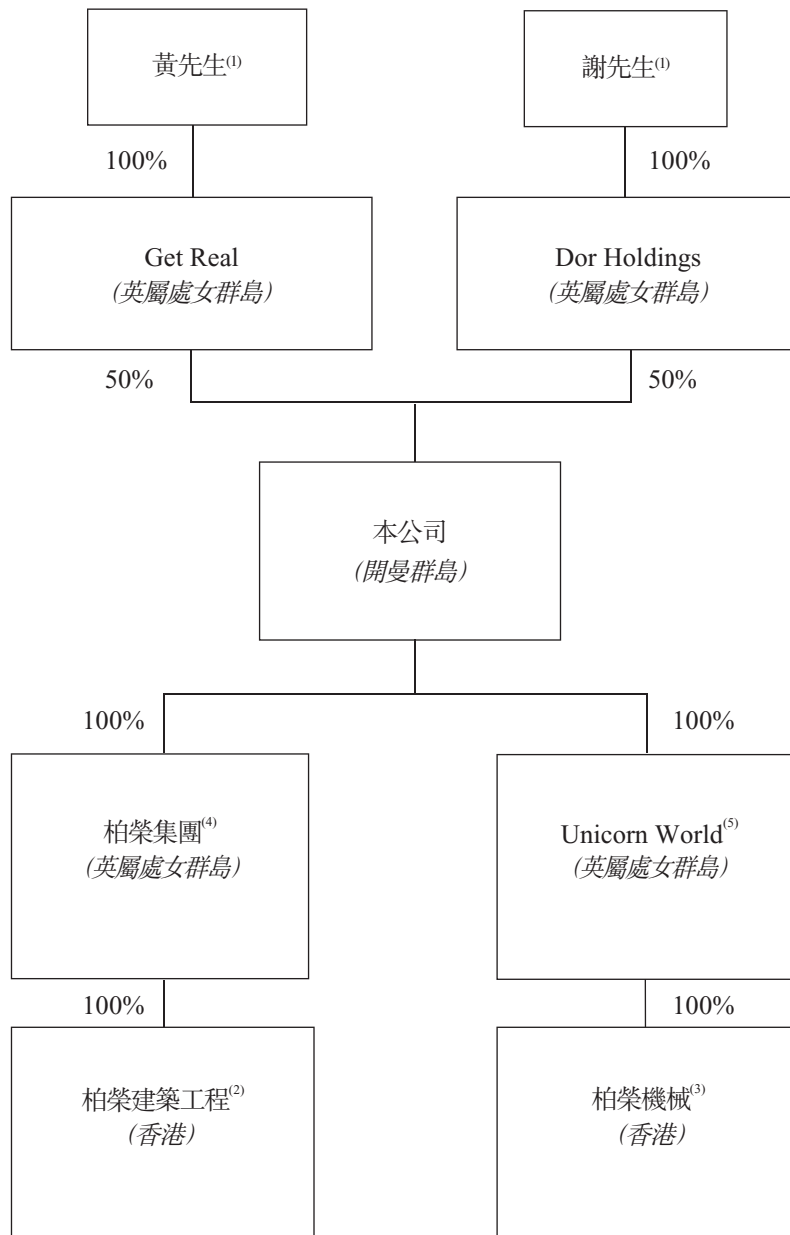 黃先生(1)
謝先生(1)
100%
100%
Get Real
(英屬處女群島)
Dor Holdings
(英屬處女群島)
50%
50%
本公司
(開曼群島)
100%
100%
柏榮集團(4)
(英屬處女群島)
Unicorn World(5)
(英屬處女群島)
100%
100%
柏榮建築工程(2)
(香港)
柏榮機械(3)
(香港)